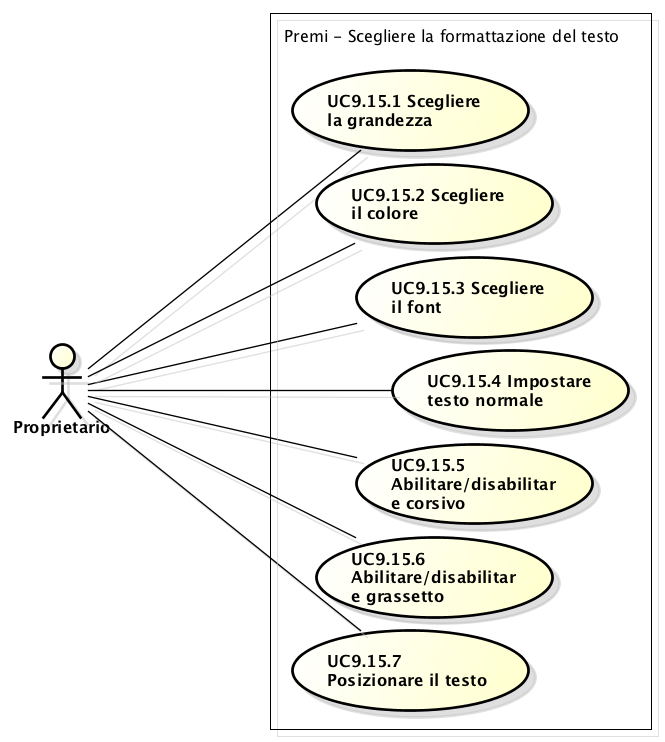 Premi - Scegliere la formattazione del testo
UC9.15.1 Scegliere
la grandezza
UC9.15.2 Scegliere
il colore
UC9.15.3 Scegliere
il font
UC9.15.4 Impostare
testo normale
Proprietario
UC9.15.5
Abilitare/disabilitar
e corsivo
UC9.15.6
Abilitare/disabilitar
e grassetto
UC9.15.7
Posizionare il testo